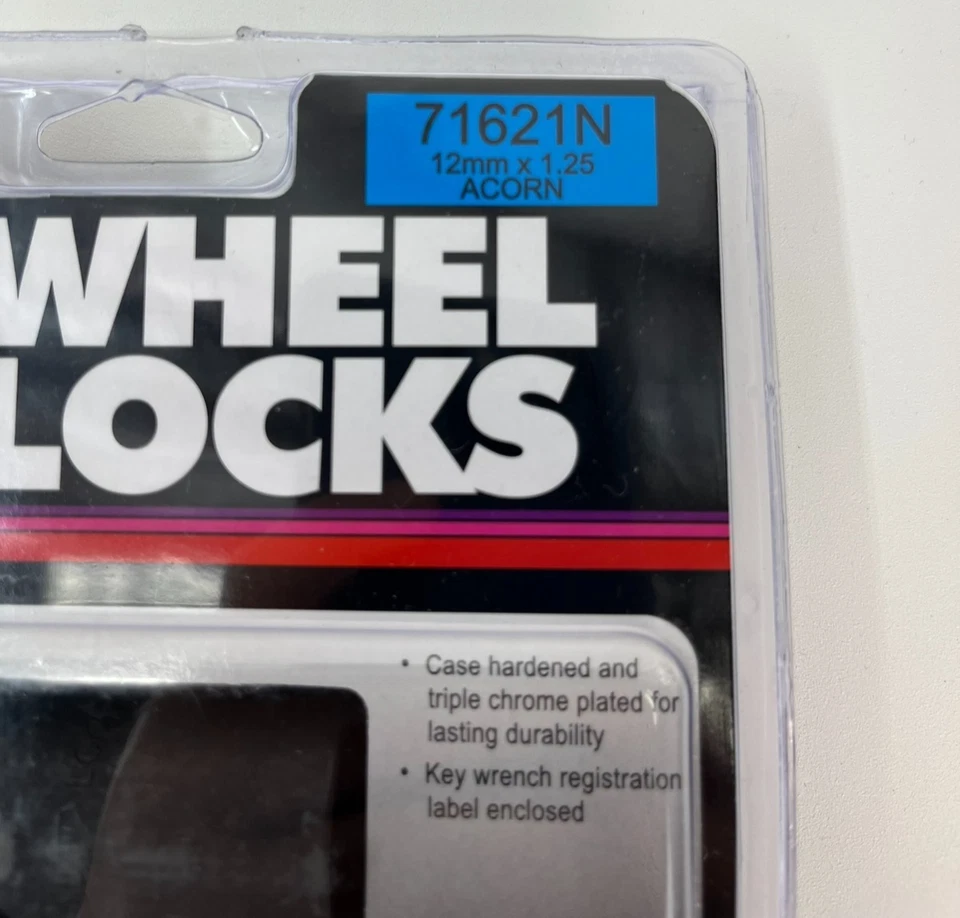 71621N
12mm x 1.25
ACORN
WHEEL
LOCKS
• Case hardened and
triple chrome plated for
lasting durability
• Key wrench registration
label enclosed